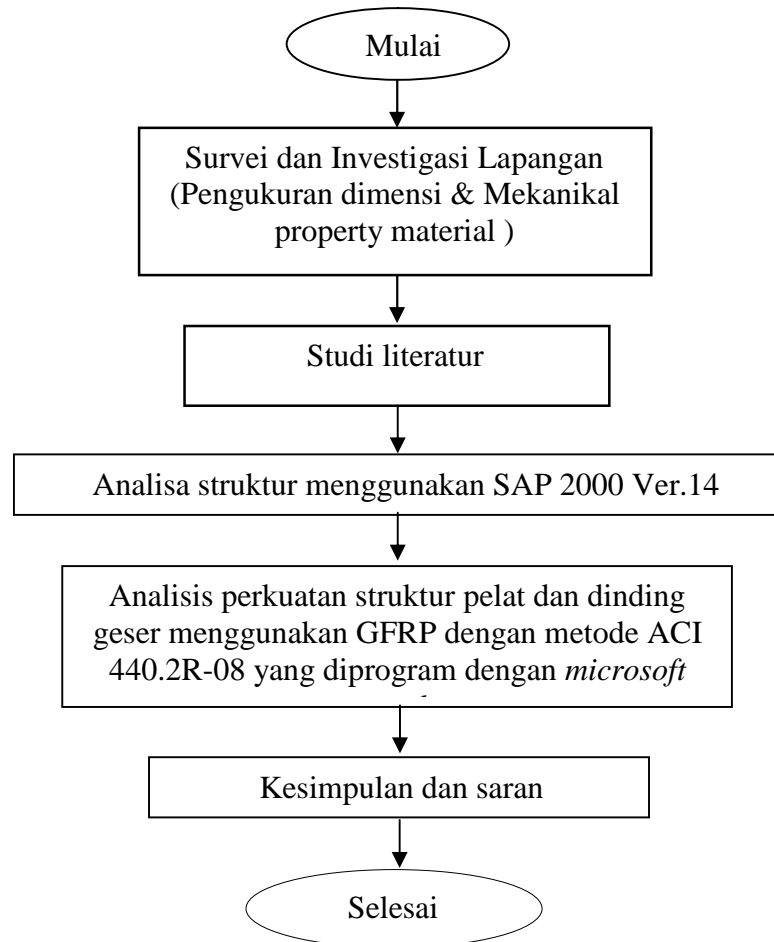 Mulai
Survei dan Investigasi Lapangan
(Pengukuran dimensi & Mekanikal
property material )
Studi literatur
Analisa struktur menggunakan SAP 2000 Ver.14
Analisis perkuatan struktur pelat dan dinding
geser menggunakan GFRP dengan metode ACI
440.2R-08 yang diprogram dengan microsoft
Kesimpulan dan saran
Selesai